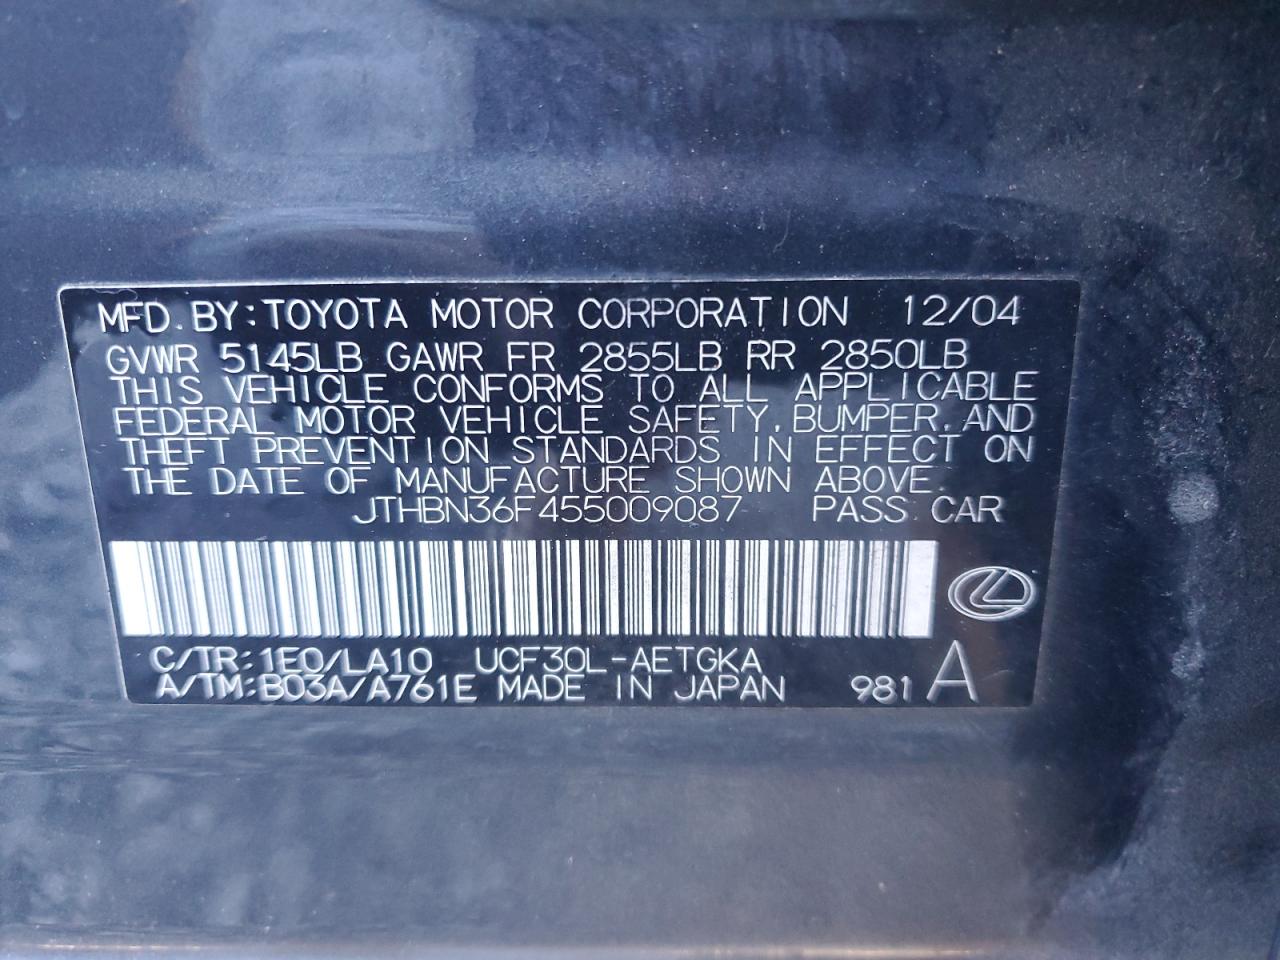 MFD. BY: TOYOTA MOTOR CORPORATION 12/04
GVWR 5145LB GAWR FR 2855LB RR 2850LB
THIS VEHICLE CONFORMS TO ALL APPLICABLE
FEDERAL MOTOR VEHICLE SAFETY, BUMPER, AND
THEFT PREVENTION STANDARDS IN EFFECT ON
THE DATE OF MANUFACTURE SHOWN ABOVE.
JTHBN36F455009087 PASS CAR
C/TR: 1E0/LA10 UCF30L-AETGKA
A/TM: B03A/A761E MADE IN JAPAN 981 A